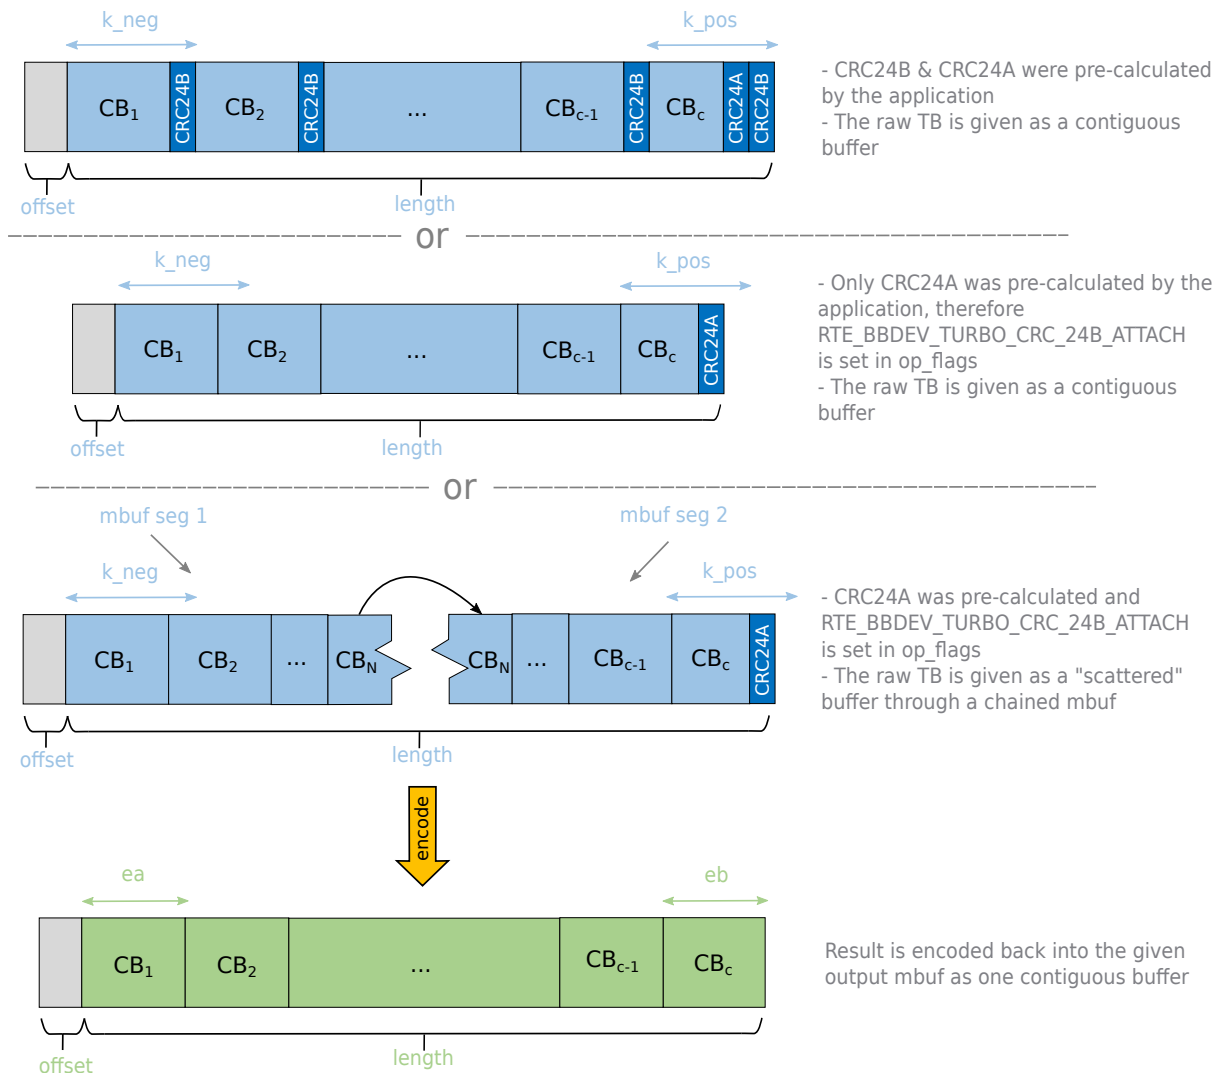 k_neg
k_pos
CB1
CRC24B
CB2
CRC24B
...
CBc-1
CRC24B
CBc
CRC24A
CRC24B
- CRC24B & CRC24A were pre-calculated
by the application
- The raw TB is given as a contiguous
buffer
offset
length
or
k_neg
k_pos
CB1
CB2
...
CBc-1
CBc
CRC24A
- Only CRC24A was pre-calculated by the
application, therefore
RTE_BBDEV_TURBO_CRC_24B_ATTACH
is set in op_flags
- The raw TB is given as a contiguous
buffer
offset
length
or
mbuf seg 1
mbuf seg 2
k_neg
k_pos
CB1
CB2
...
CBN
CBN
...
CBc-1
CBc
CRC24A
- CRC24A was pre-calculated and
RTE_BBDEV_TURBO_CRC_24B_ATTACH
is set in op_flags
- The raw TB is given as a "scattered"
buffer through a chained mbuf
offset
length
encode
ea
eb
CB1
CB2
...
CBc-1
CBc
Result is encoded back into the given
output mbuf as one contiguous buffer
offset
length